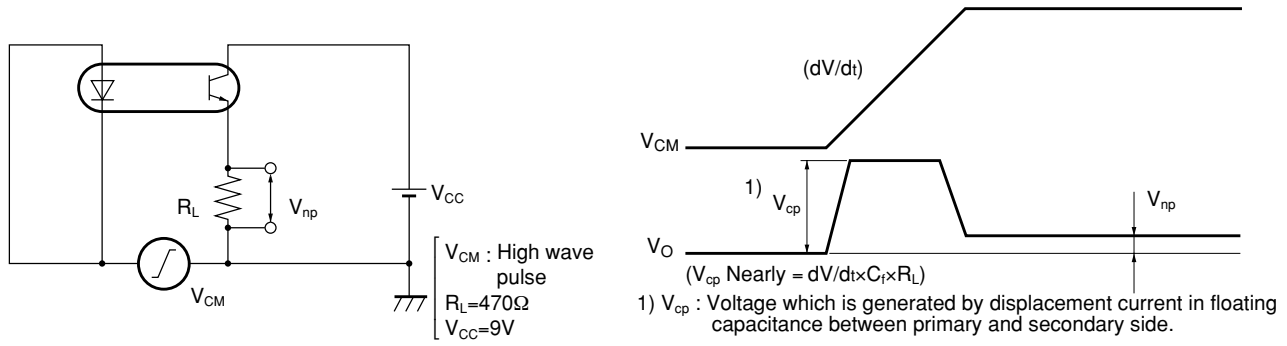 R_L
V_np
V_CC
V_CM
V_CM : High wave
pulse
R_L=470Ω
V_CC=9V
(dV/dt)
V_CM
1)
V_cp
V_np
V_O
(V_cp Nearly = dV/dt×C_f×R_L)
1) V_cp : Voltage which is generated by displacement current in floating
capacitance between primary and secondary side.